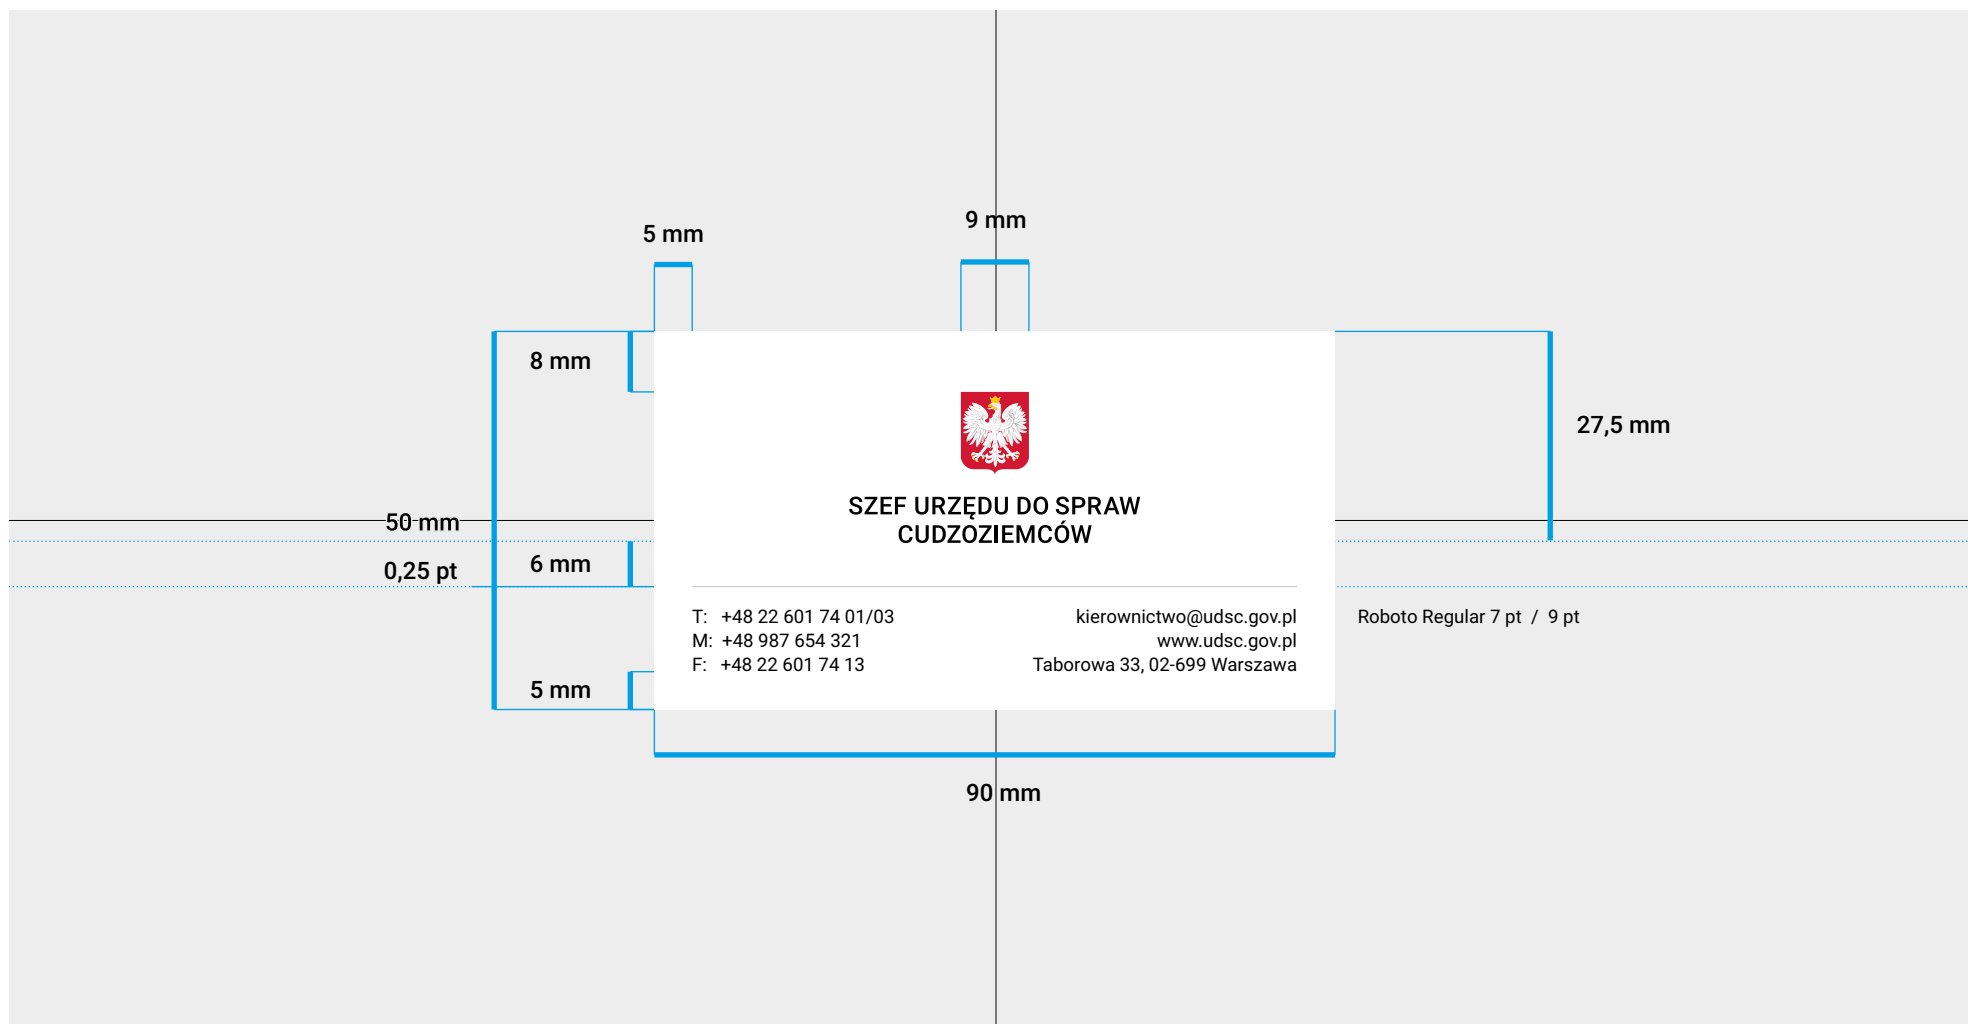 9 mm
5 mm
8 mm
27,5 mm
SZEF URZĘDU DO SPRAW
CUDZOZIEMCÓW
50 mm
6 mm
0,25 pt
T: +48 22 601 74 01/03
M: +48 987 654 321
F: +48 22 601 74 13
kierownictwo@udsc.gov.pl
www.udsc.gov.pl
Taborowa 33, 02-699 Warszawa
Roboto Regular 7 pt / 9 pt
5 mm
90 mm